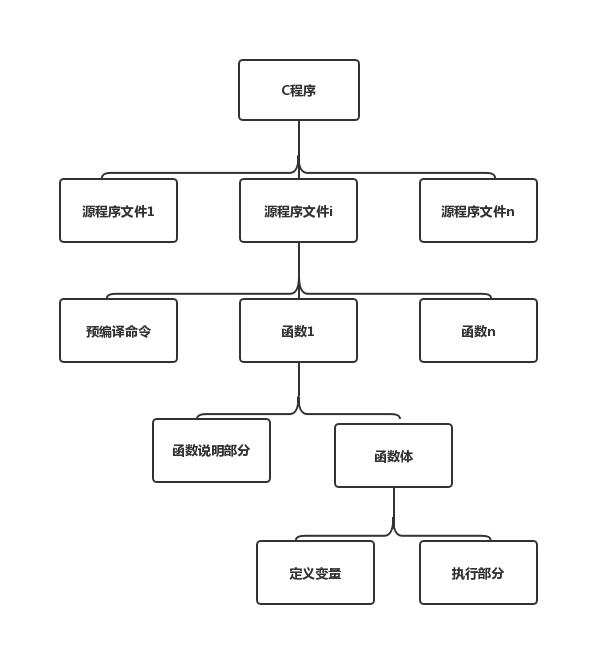 C程序
源程序文件1
源程序文件i
源程序文件n
预编译命令
函数1
函数n
函数说明部分
函数体
定义变量
执行部分